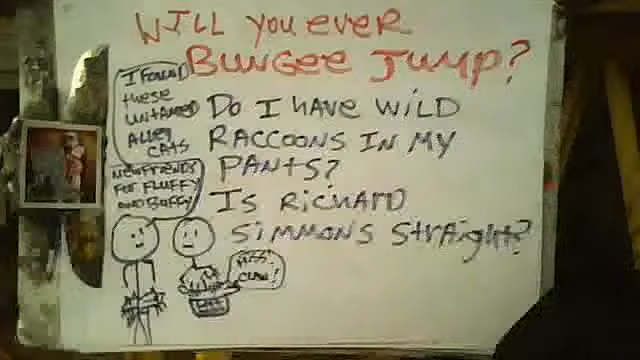 Will you ever
Bungee Jump?
I Found
these
untamed
Alley
cats
New friends
for Fluffy
and Buffy
Do I have wild
raccoons in my
pants?
Is Richard
Simmons straight?
Hiss!
Claw!